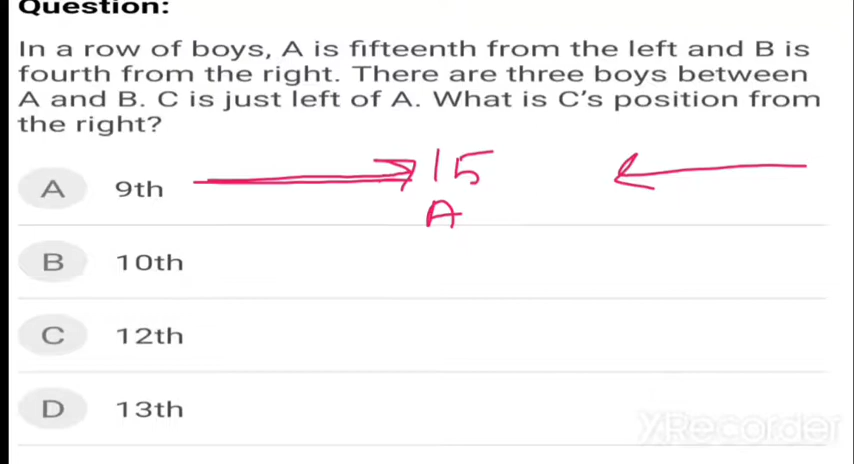 Question:
In a row of boys, A is fifteenth from the left and B is
fourth from the right. There are three boys between
A and B. C is just left of A. What is C's position from
the right?
A 9th
15
A
B 10th
C 12th
D 13th
YRecorder